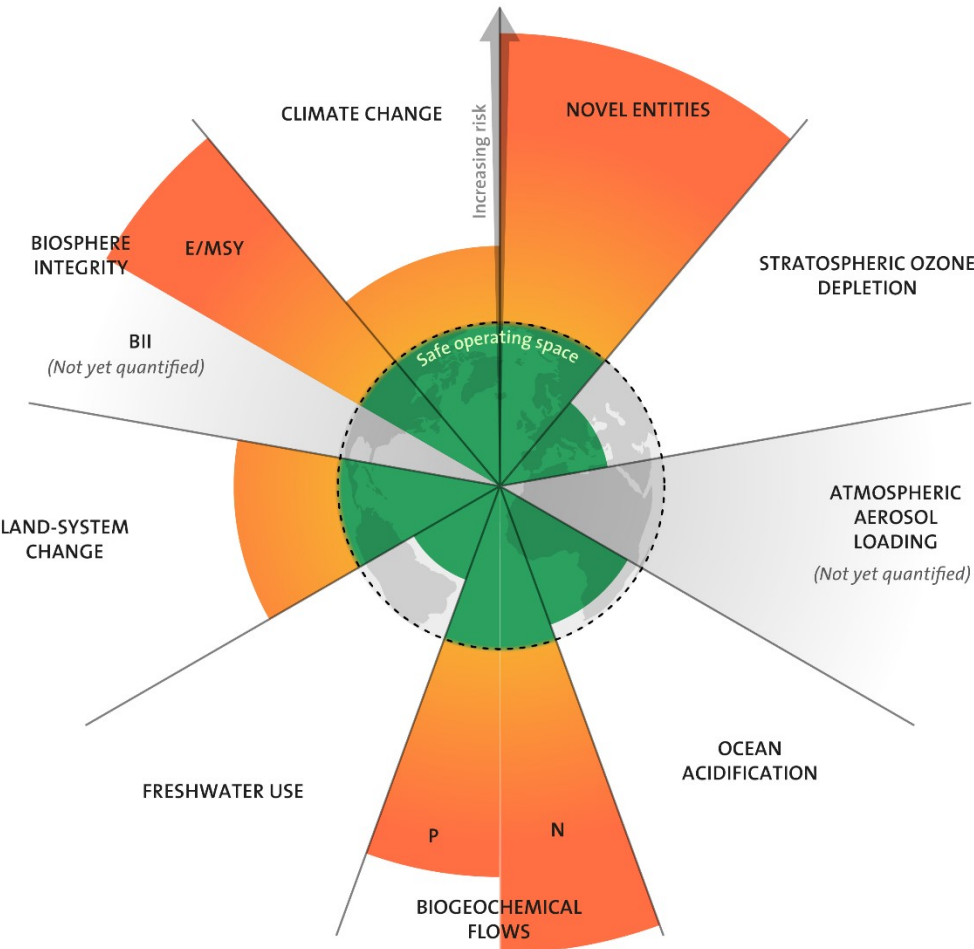 CLIMATE CHANGE
NOVEL ENTITIES
Increasing risk
STRATOSPHERIC OZONE
DEPLETION
BIOSPHERE
INTEGRITY
E/MSY
BII
(Not yet quantified)
Safe operating space
LAND-SYSTEM
CHANGE
ATMOSPHERIC
AEROSOL
LOADING
(Not yet quantified)
FRESHWATER USE
OCEAN
ACIDIFICATION
P
N
BIOGEOCHEMICAL
FLOWS